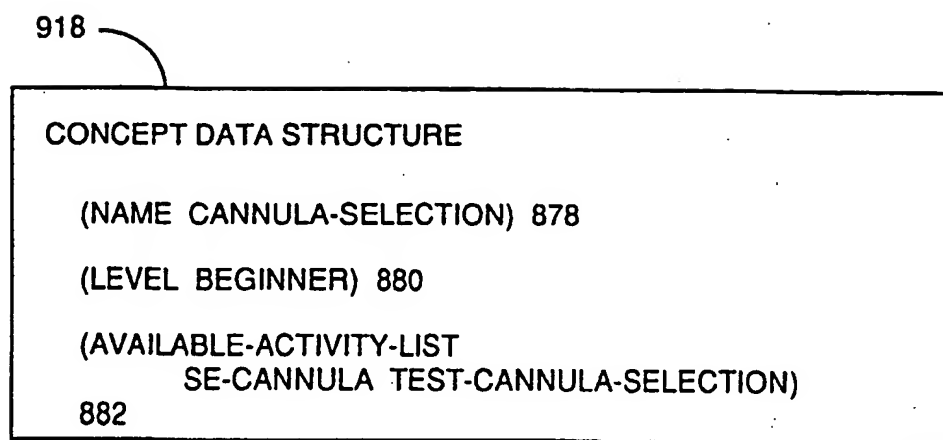 918
CONCEPT DATA STRUCTURE
(NAME CANNULA-SELECTION) 878
(LEVEL BEGINNER) 880
(AVAILABLE-ACTIVITY-LIST
SE-CANNULA TEST-CANNULA-SELECTION)
882